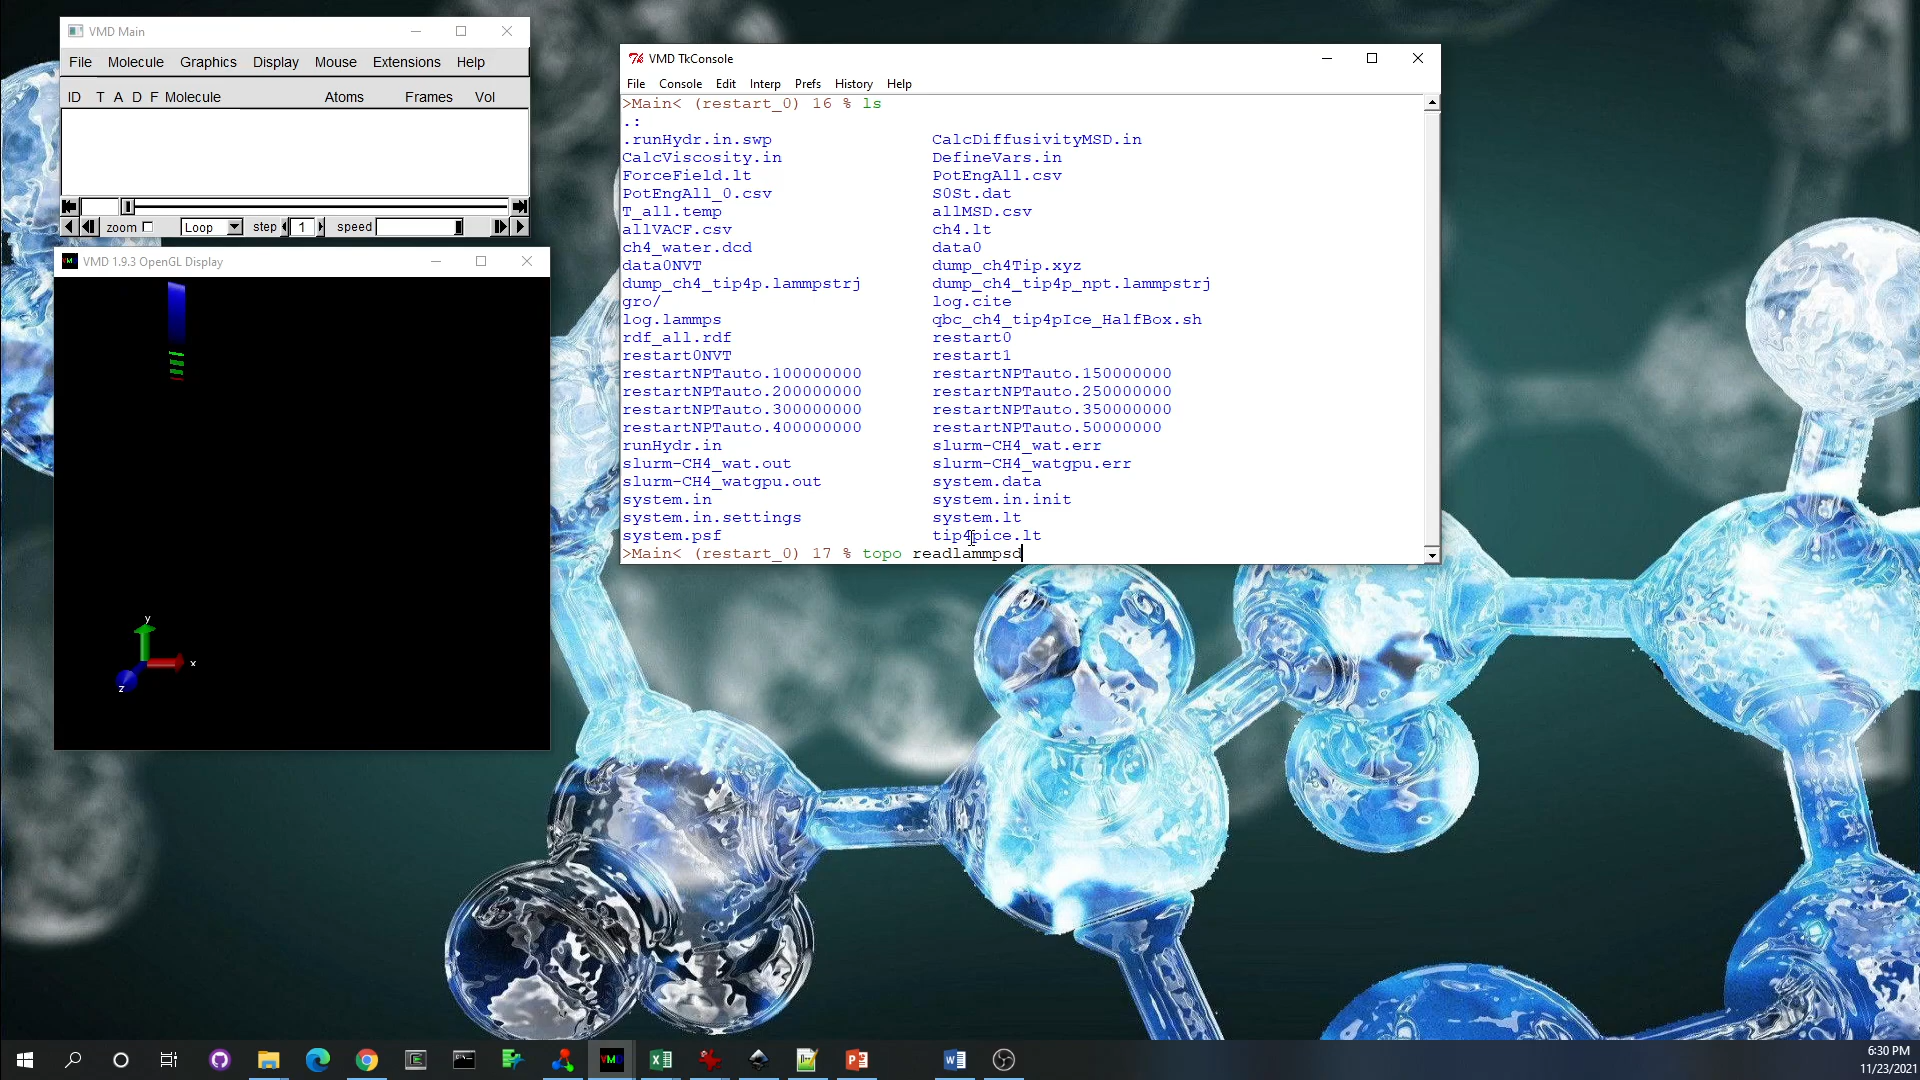 VMD Main
File Molecule Graphics Display Mouse Extensions Help
ID T A D F Molecule Atoms Frames Vol
zoom Loop step 1 speed
VMD 1.9.3 OpenGL Display
y
x
z
VMD TkConsole
File Console Edit Interp Prefs History Help
>Main< (restart_0) 16 % ls
.:
.runHydr.in.swp CalcDiffusivityMSD.in
CalcViscosity.in DefineVars.in
ForceField.lt PotEngAll.csv
PotEngAll_0.csv S0St.dat
T_all.temp allMSD.csv
allVACF.csv ch4.lt
ch4_water.dcd data0
data0NVT dump_ch4Tip.xyz
dump_ch4_tip4p.lammpstrj dump_ch4_tip4p_npt.lammpstrj
gro/ log.cite
log.lammps qbc_ch4_tip4pIce_HalfBox.sh
rdf_all.rdf restart0
restart0NVT restart1
restartNPTauto.100000000 restartNPTauto.150000000
restartNPTauto.200000000 restartNPTauto.250000000
restartNPTauto.300000000 restartNPTauto.350000000
restartNPTauto.400000000 restartNPTauto.50000000
runHydr.in slurm-CH4_wat.err
slurm-CH4_wat.out slurm-CH4_watgpu.err
slurm-CH4_watgpu.out system.data
system.in system.in.init
system.in.settings system.lt
system.psf tip4pice.lt
>Main< (restart_0) 17 % topo readlammpsd
6:30 PM
11/23/2021